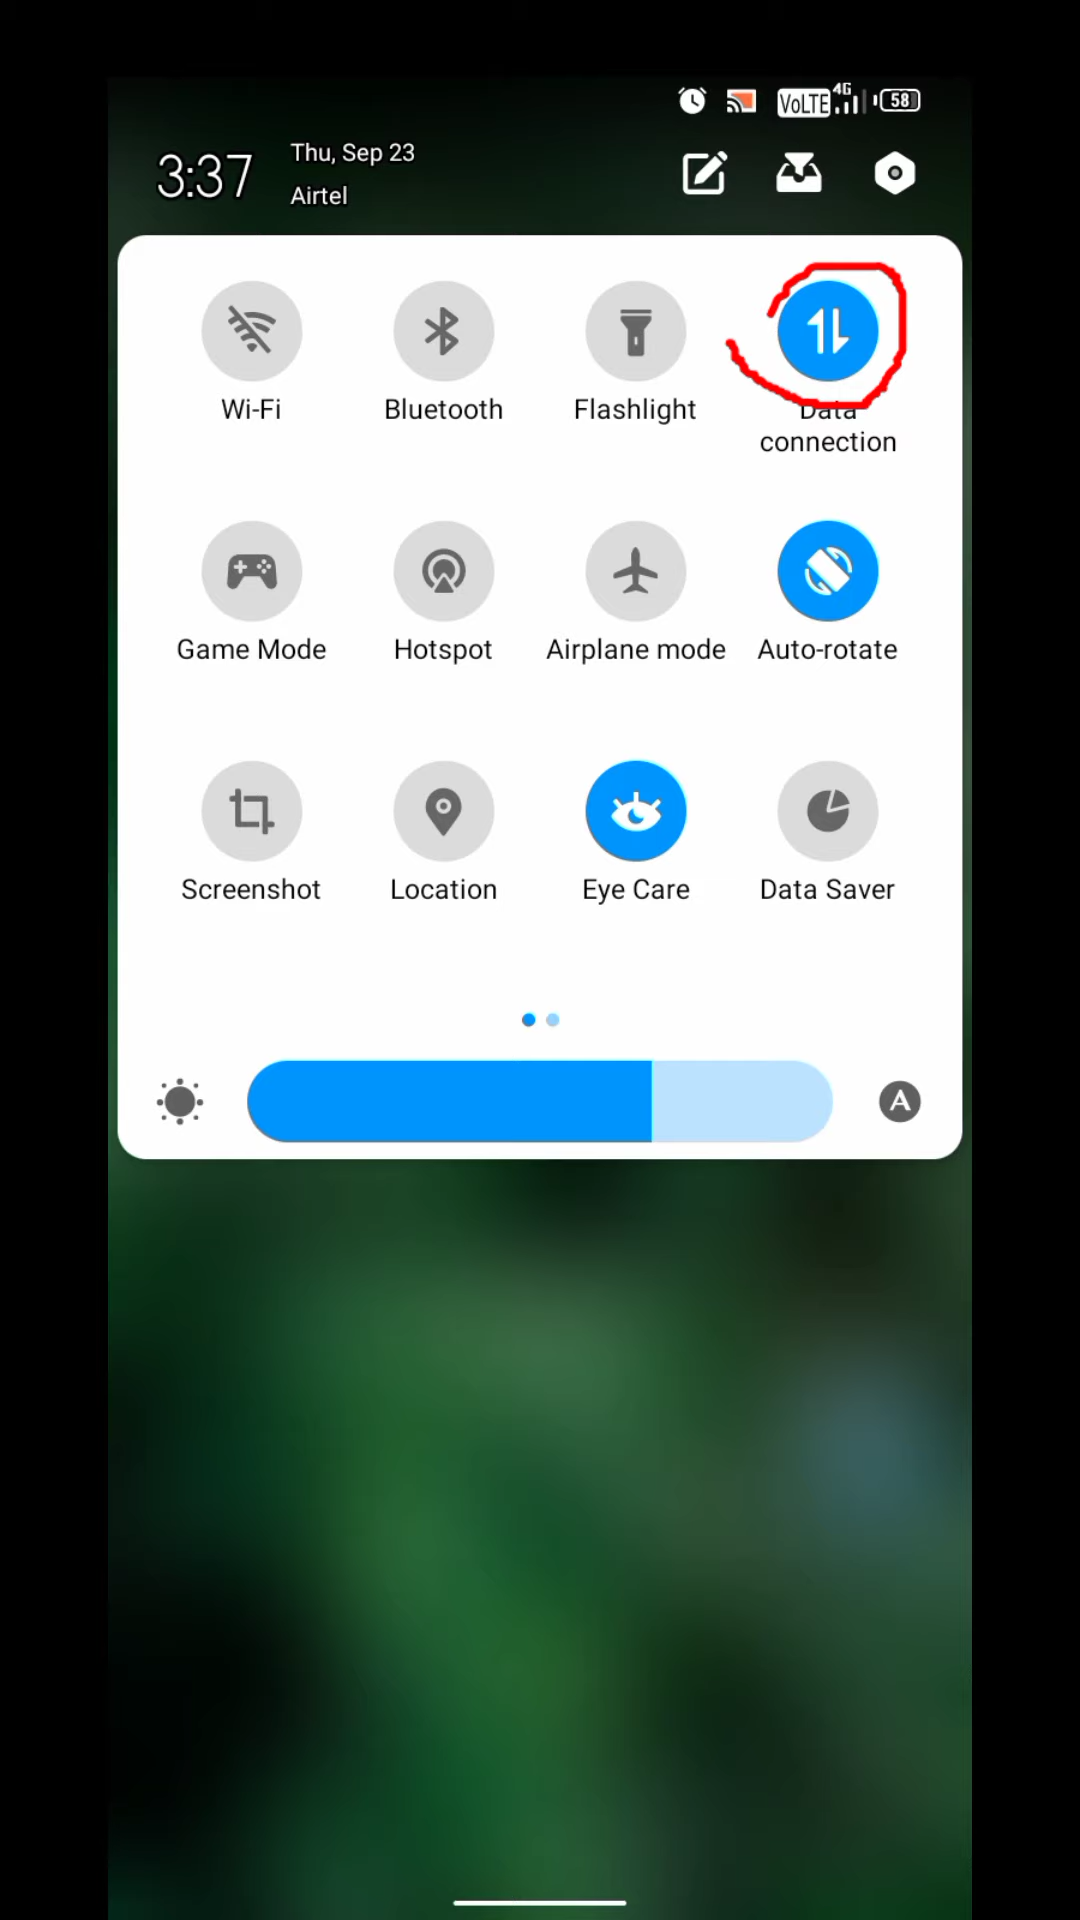 VoLTE 4G 58
3:37
Thu, Sep 23
Airtel
Wi-Fi
Bluetooth
Flashlight
Data
connection
Game Mode
Hotspot
Airplane mode
Auto-rotate
Screenshot
Location
Eye Care
Data Saver
A